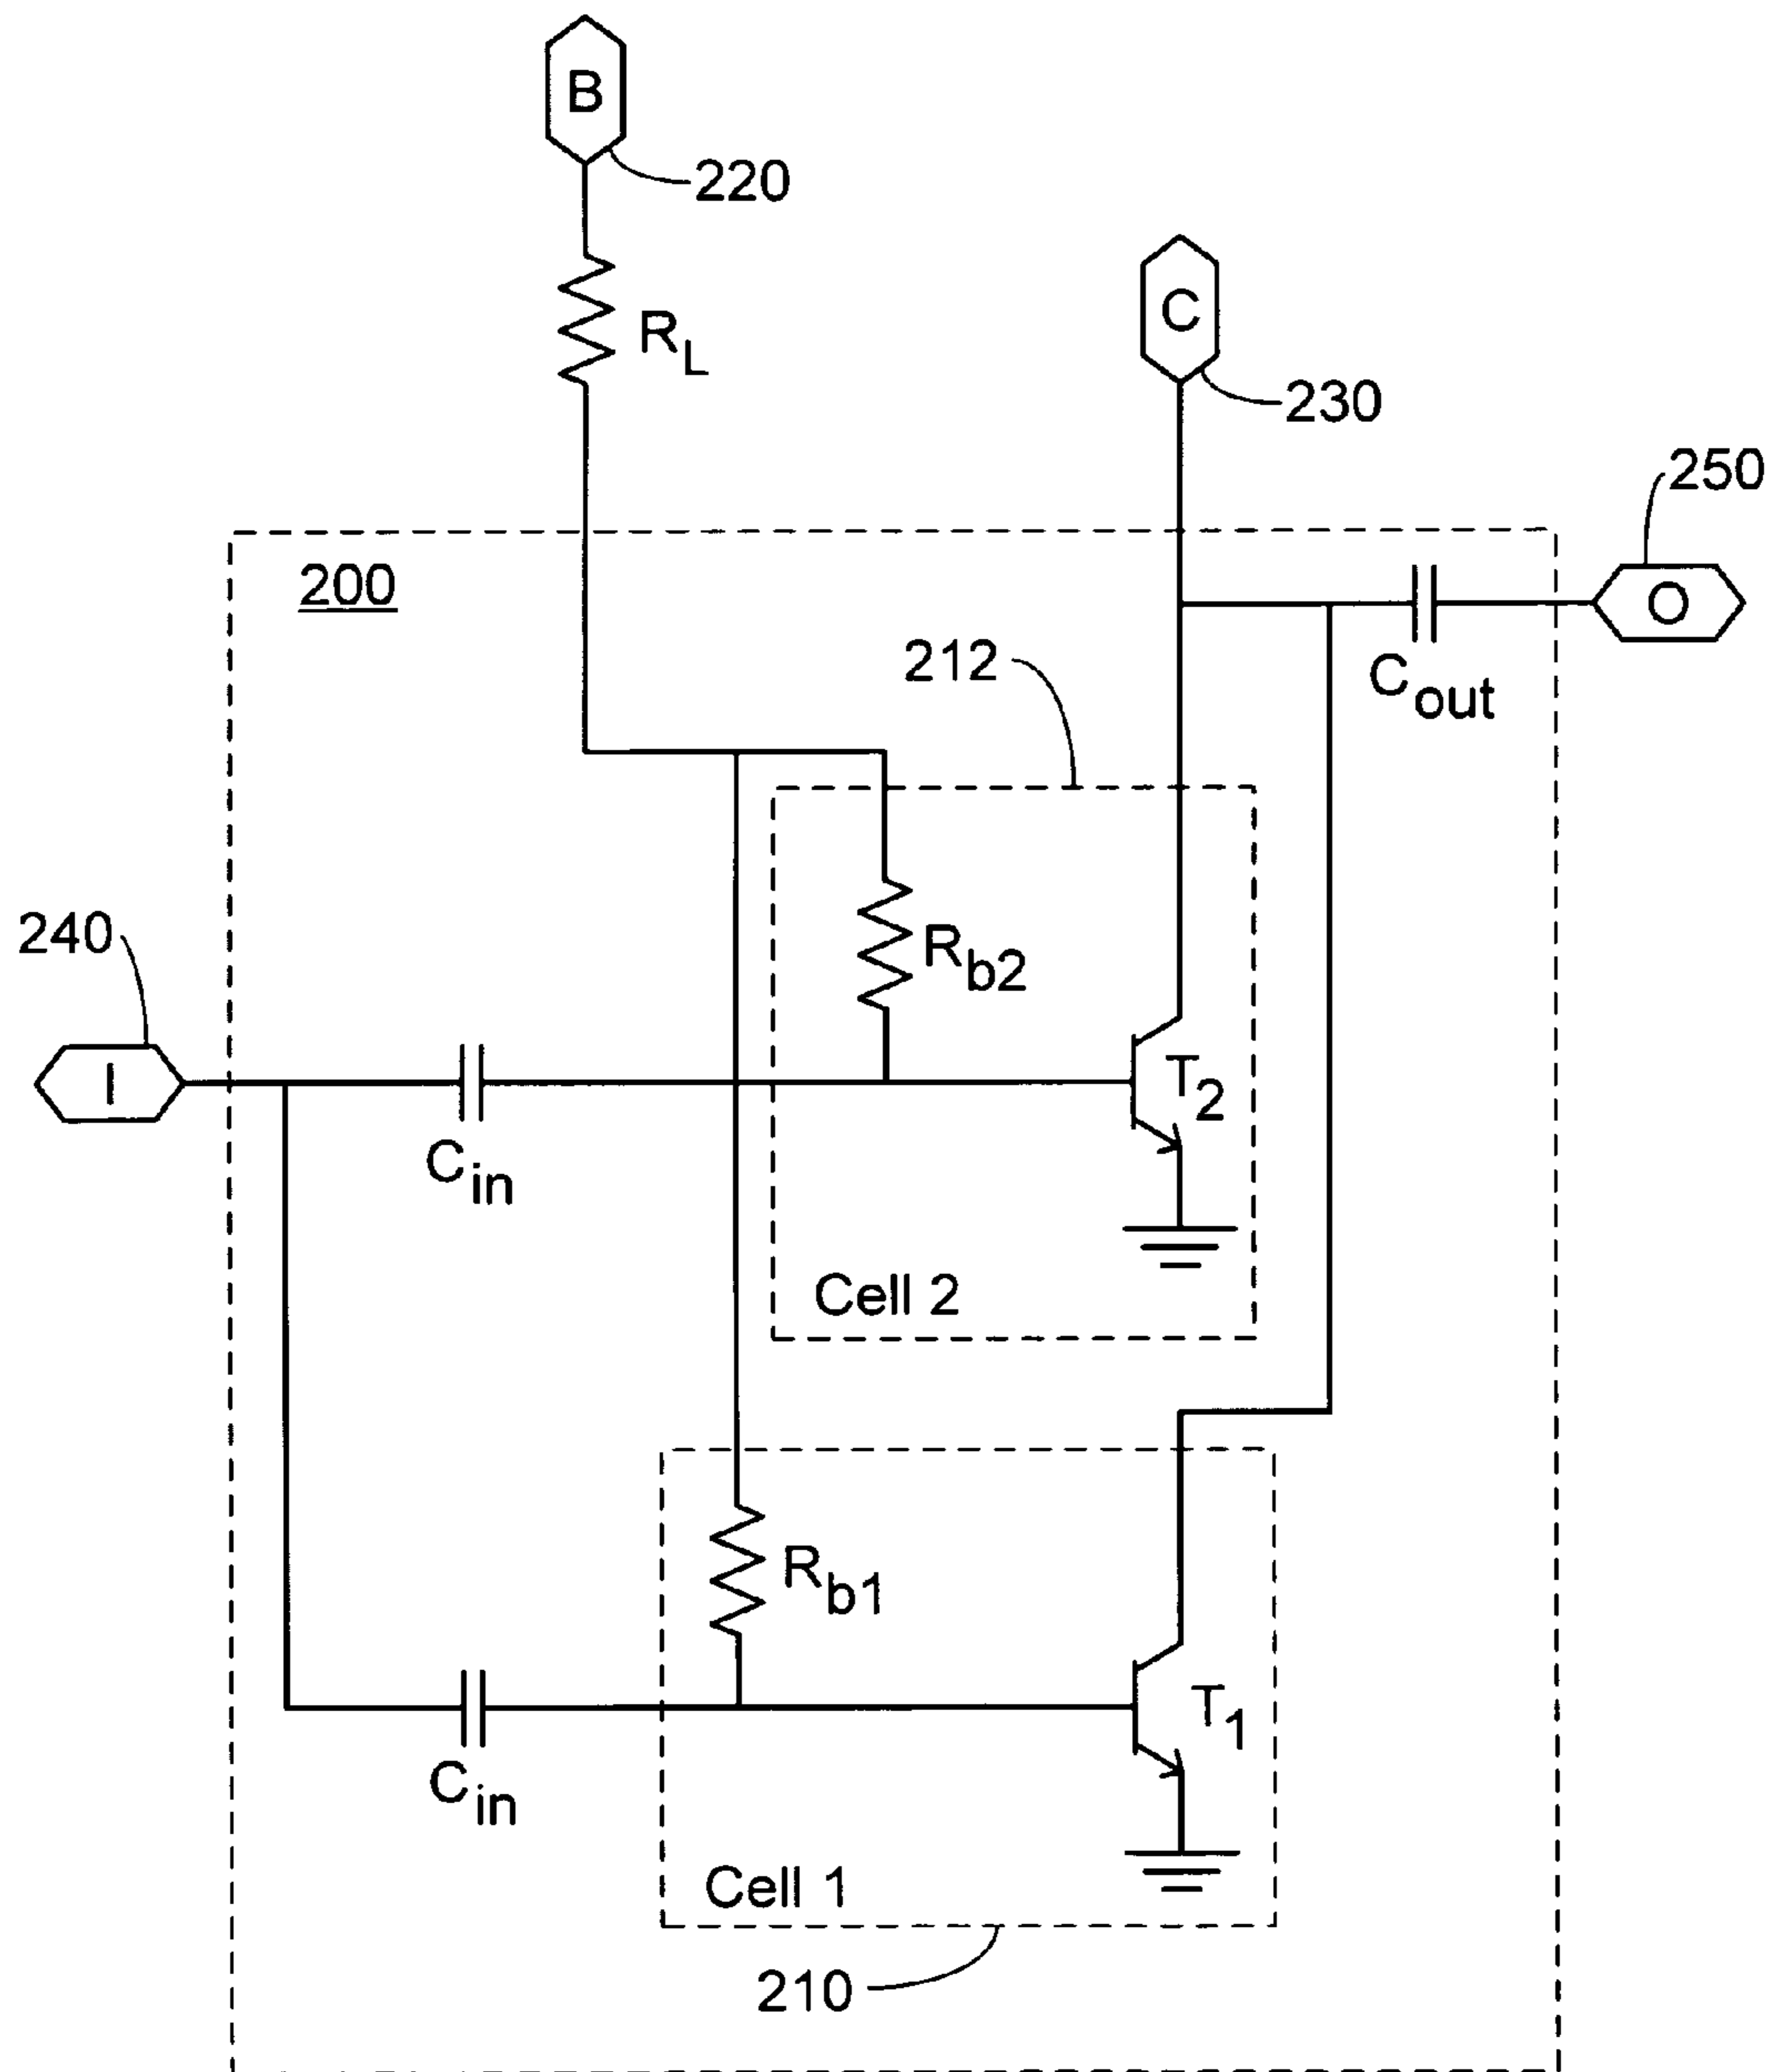 B
220
R_L
C
230
250
200
O
212
C_out
240
R_b2
I
T_2
C_in
Cell 2
R_b1
T_1
C_in
Cell 1
210